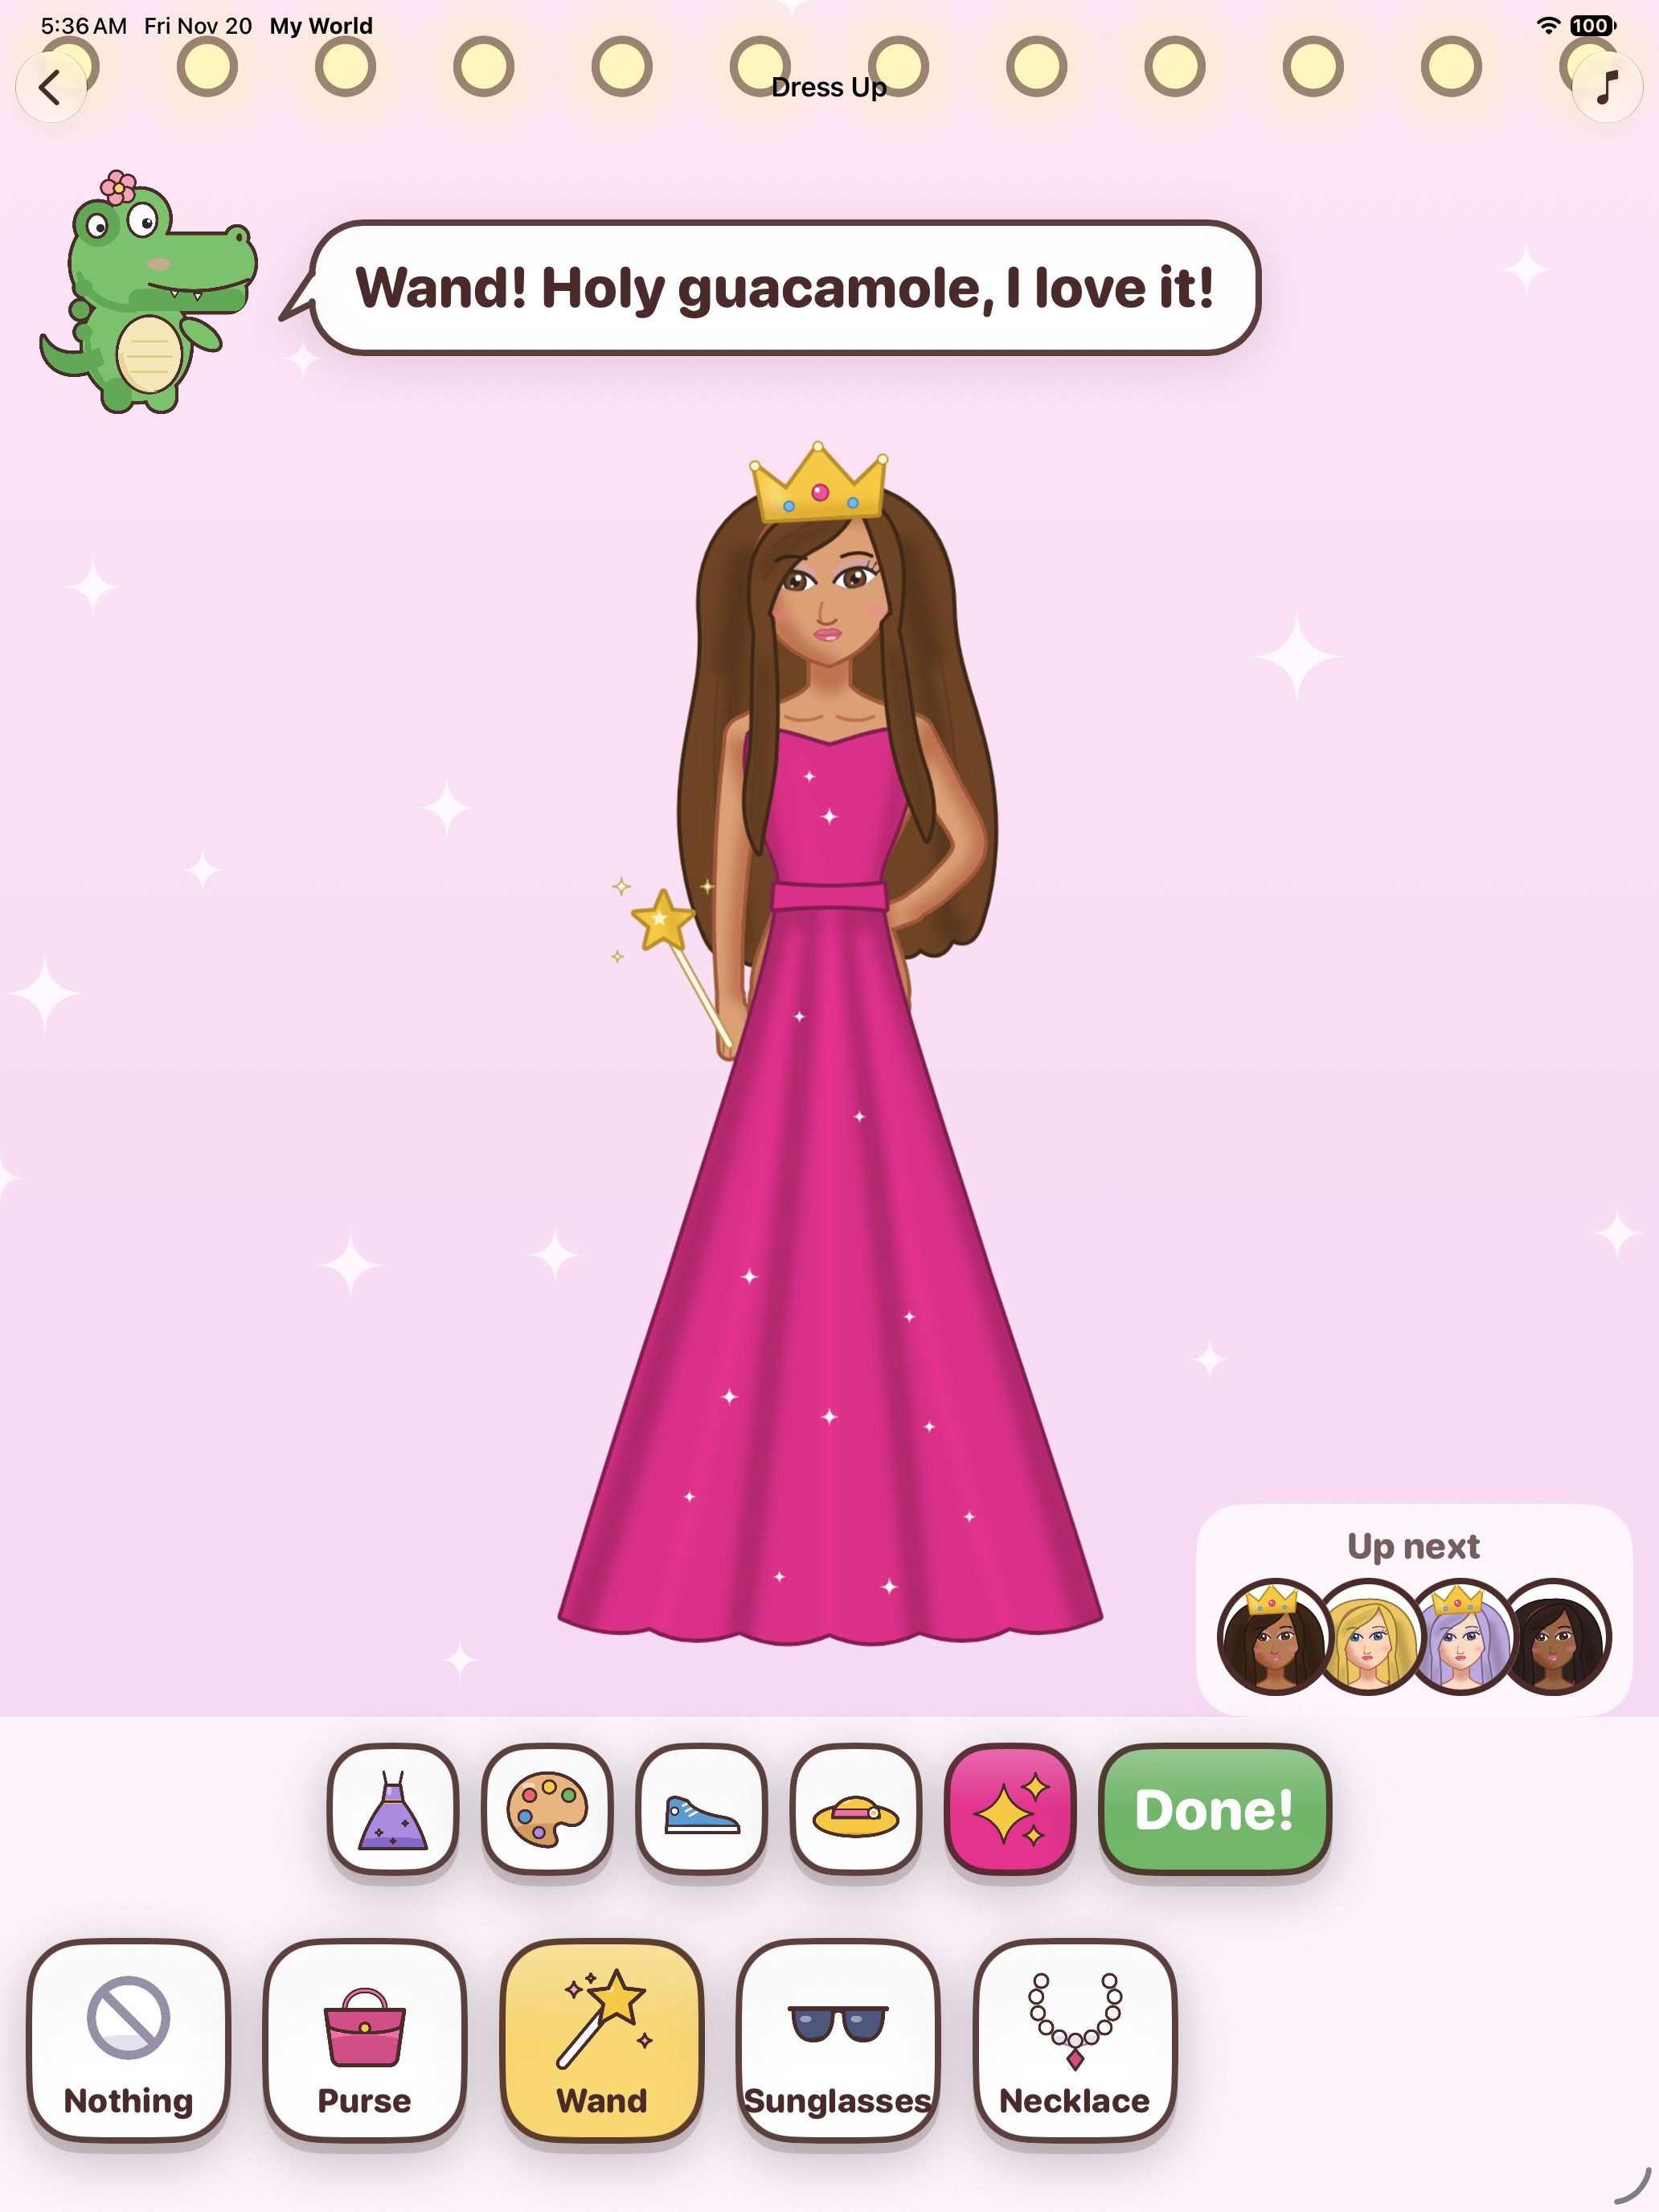 5:36 AM Fri Nov 20 My World
100
Dress Up
Wand! Holy guacamole, I love it!
Up next
Done!
Nothing
Purse
Wand
Sunglasses
Necklace